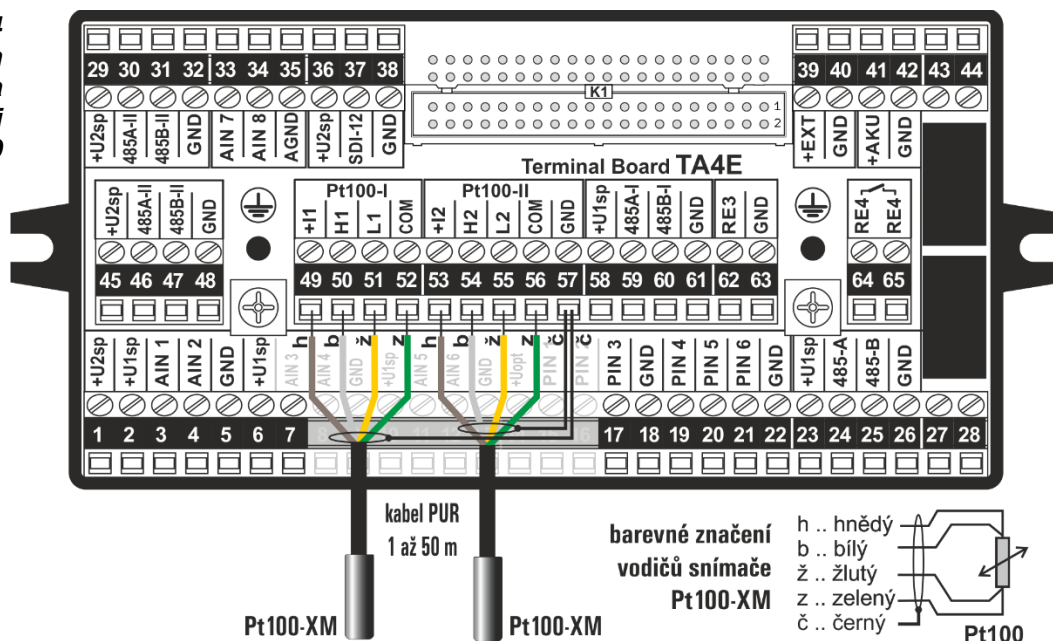 29 30 31 32 33 34 35 36 37 38
39 40 41 42 43 44
K1
1
2
+U2sp 485A-II 485B-II GND AIN 7 AIN 8 AGND +U2sp SDI-12 GND
+EXT GND +AKU GND
Terminal Board TA4E
Pt100-I Pt100-II
+U2sp 485A-II 485B-II GND
+H1 H1 L1 COM +H2 H2 L2 COM GND +U1sp 485A-I 485B-I GND RE3 GND
RE4 RE4
45 46 47 48
49 50 51 52 53 54 55 56 57 58 59 60 61 62 63
64 65
h b ž z h b ž z č č
+U2sp +U1sp AIN 1 AIN 2 GND +U1sp AIN 3 AIN 4 GND +U1sp AIN 5 AIN 6 GND +Uopt PIN 1 PIN 2 PIN 3 GND PIN 4 PIN 5 PIN 6 GND +U1sp 485-A 485-B GND
1 2 3 4 5 6 7 8 11 16 17 18 19 20 21 22 23 24 25 26 27 28
kabel PUR
1 až 50 m
Pt100-XM
Pt100-XM
barevné značení
vodičů snímače
Pt100-XM
h .. hnědý
b .. bílý
ž .. žlutý
z .. zelený
č .. černý
Pt100